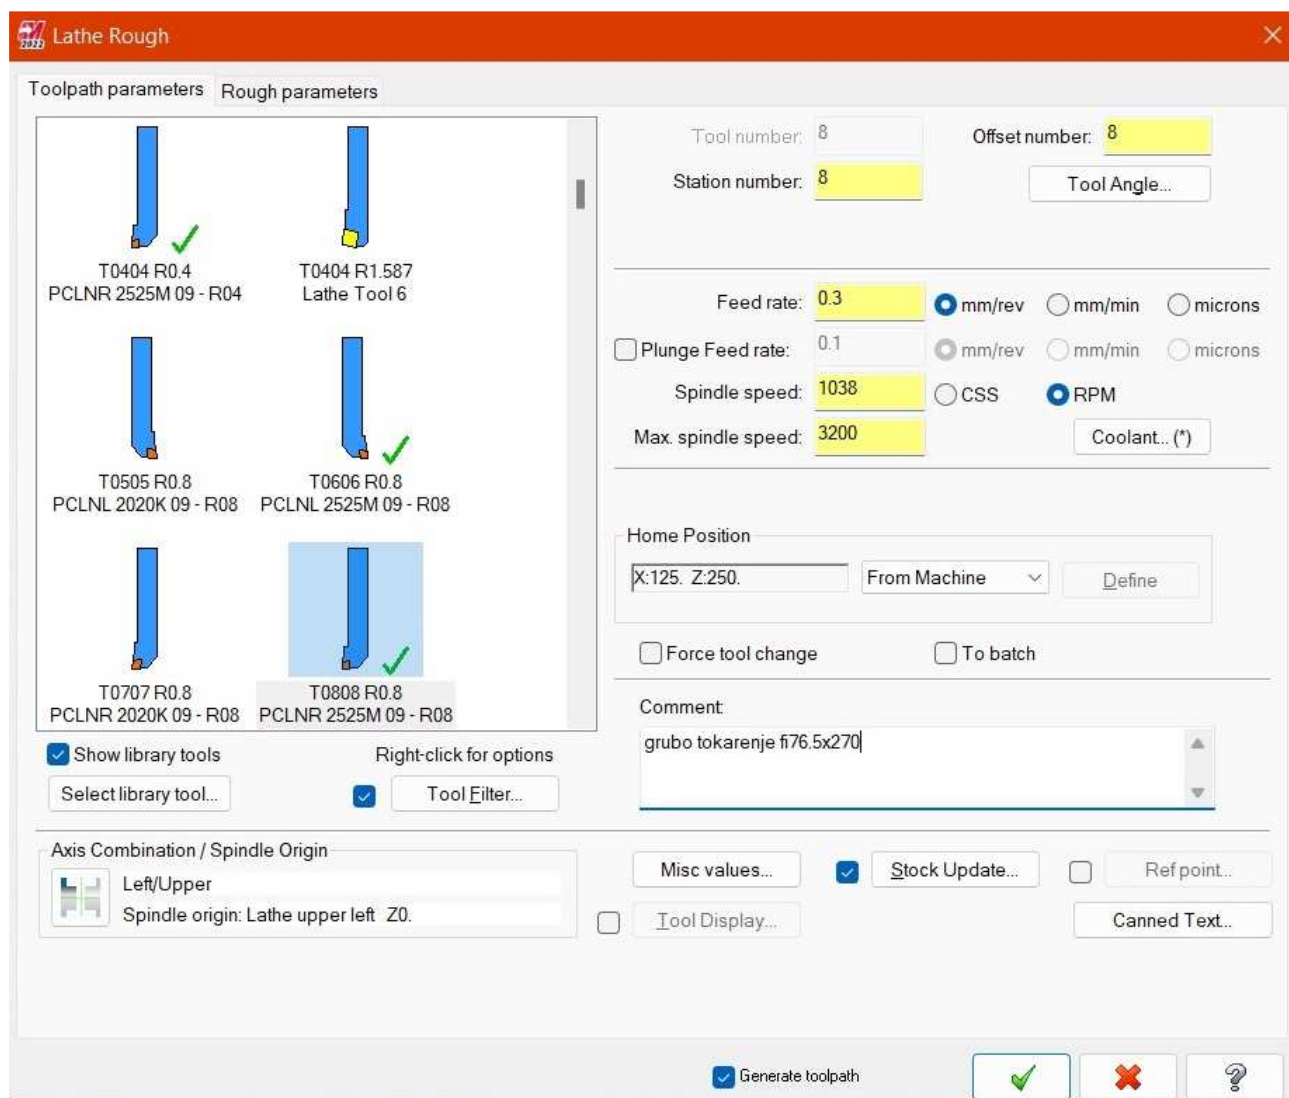 2022 Lathe Rough
Toolpath parameters Rough parameters
T0404 R0.4
PCLNR 2525M 09 - R04
T0404 R1.587
Lathe Tool 6
T0505 R0.8
PCLNL 2020K 09 - R08
T0606 R0.8
PCLNL 2525M 09 - R08
T0707 R0.8
PCLNR 2020K 09 - R08
T0808 R0.8
PCLNR 2525M 09 - R08
Show library tools Right-click for options
Select library tool... Tool Filter...
Tool number: 8 Offset number: 8
Station number: 8 Tool Angle...
Feed rate: 0.3 mm/rev mm/min microns
Plunge Feed rate: 0.1 mm/rev mm/min microns
Spindle speed: 1038 CSS RPM
Max. spindle speed: 3200 Coolant... (*)
Home Position
X:125. Z:250. From Machine Define
Force tool change To batch
Comment:
grubo tokarenje fi76.5x270
Axis Combination / Spindle Origin
Left/Upper
Spindle origin: Lathe upper left Z0.
Misc values... Stock Update... Ref point...
Tool Display... Canned Text...
Generate toolpath ?